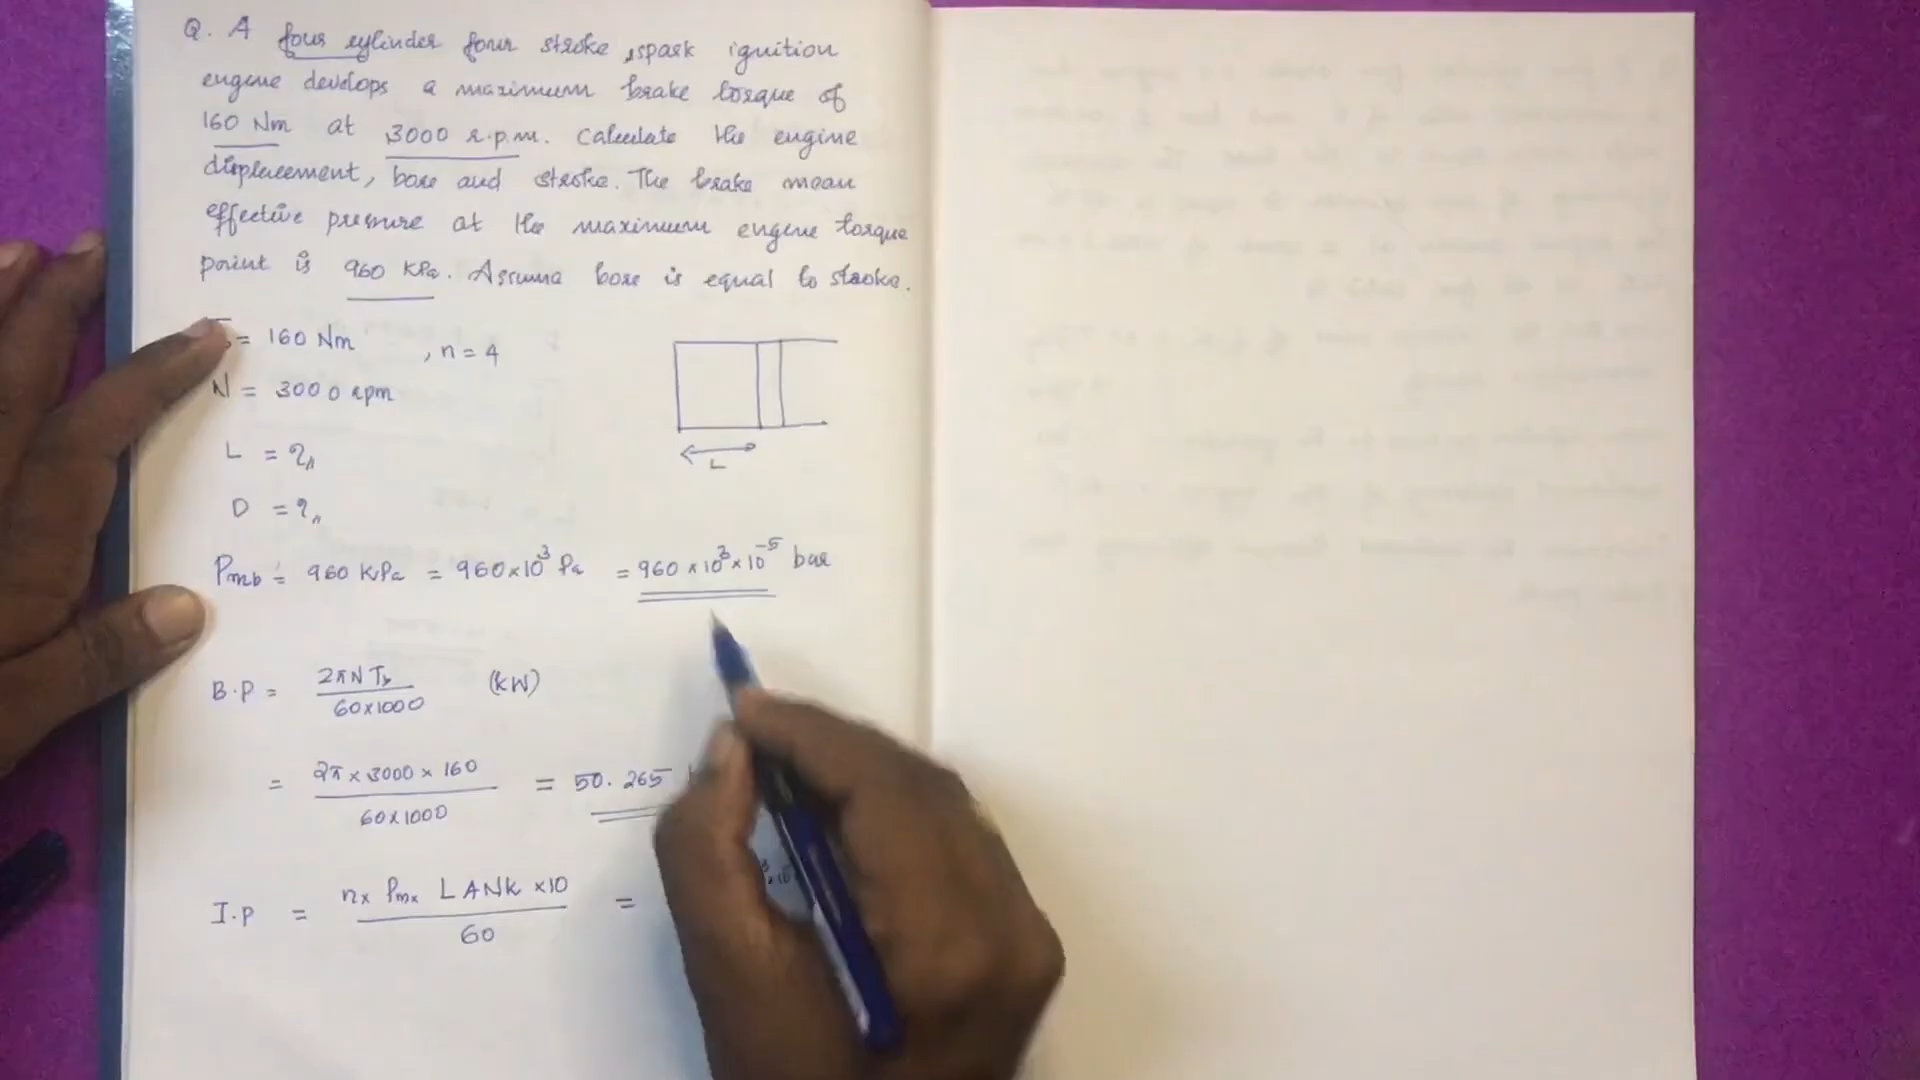 Q. A four cylinder four stroke, spark ignition
engine develops a maximum brake torque of
160 Nm at 3000 r.p.m. Calculate the engine
displacement, bore and stroke. The brake mean
effective pressure at the maximum engine torque
point is 960 KPa. Assume bore is equal to stroke.
= 160 Nm , n = 4
N = 3000 rpm
L = ?,
L
D = ?,
Pmb = 960 KPa = 960×10³ Pa = 960×10³×10⁻⁵ bar
B.P = 2πNTb / 60×1000 (kW)
= 2π × 3000 × 160 / 60×1000 = 50.265
I.P = n× Pm× LANK ×10 / 60 =